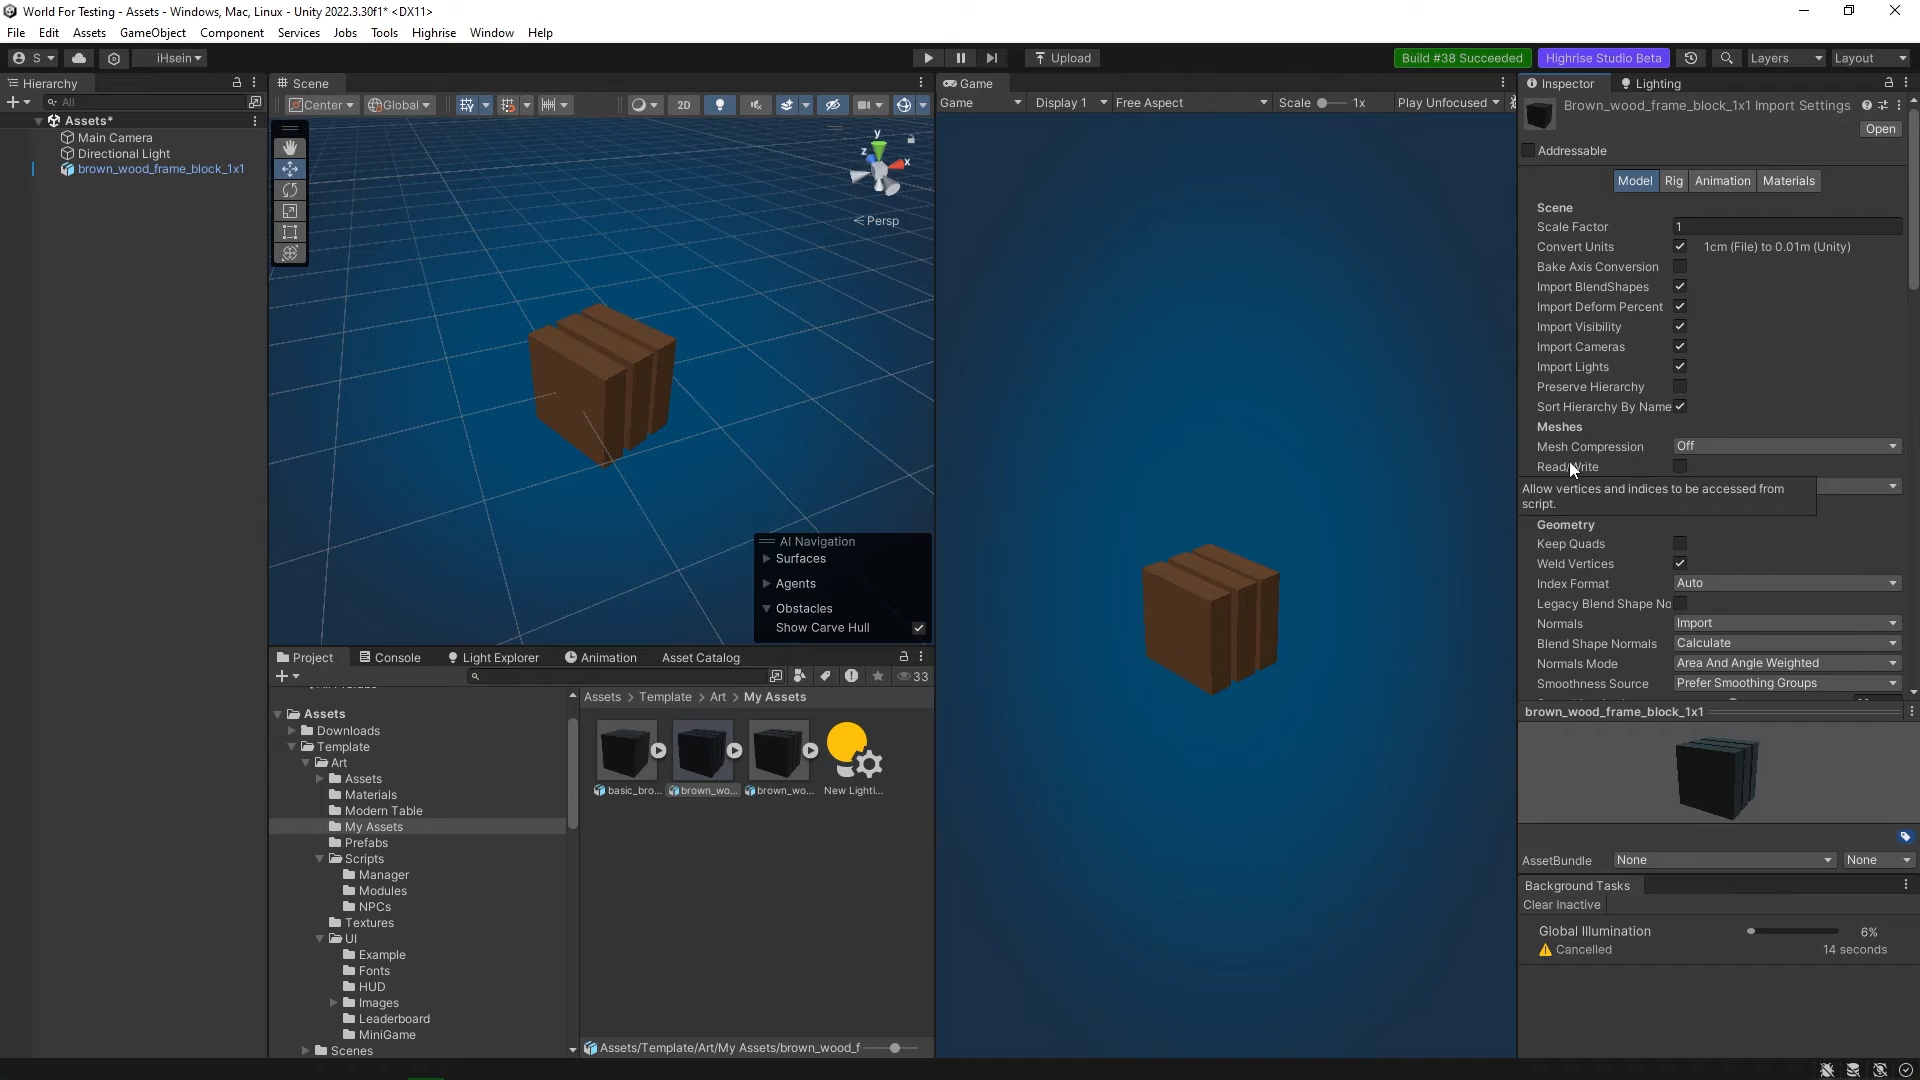 World For Testing - Assets - Windows, Mac, Linux - Unity 2022.3.30f1* <DX11>
File Edit Assets GameObject Component Services Jobs Tools Highrise Window Help
S iHsein Upload Build #38 Succeeded Highrise Studio Beta Layers Layout
Hierarchy
All
Assets*
Main Camera
Directional Light
brown_wood_frame_block_1x1
Scene
Center Global 2D
y
z x
Persp
AI Navigation
Surfaces
Agents
Obstacles
Show Carve Hull
Game
Game Display 1 Free Aspect Scale 1x Play Unfocused
Project Console Light Explorer Animation Asset Catalog
33
Assets
Downloads
Template
Art
Assets
Materials
Modern Table
My Assets
Prefabs
Scripts
Manager
Modules
NPCs
Textures
UI
Example
Fonts
HUD
Images
Leaderboard
MiniGame
Scenes
Assets > Template > Art > My Assets
basic_bro... brown_wo... brown_wo... New Lighti...
Assets/Template/Art/My Assets/brown_wood_f
Inspector Lighting
Brown_wood_frame_block_1x1 Import Settings
Open
Addressable
Model Rig Animation Materials
Scene
Scale Factor 1
Convert Units 1cm (File) to 0.01m (Unity)
Bake Axis Conversion
Import BlendShapes
Import Deform Percent
Import Visibility
Import Cameras
Import Lights
Preserve Hierarchy
Sort Hierarchy By Name
Meshes
Mesh Compression Off
Read/Write
Allow vertices and indices to be accessed from
script.
Geometry
Keep Quads
Weld Vertices
Index Format Auto
Legacy Blend Shape No
Normals Import
Blend Shape Normals Calculate
Normals Mode Area And Angle Weighted
Smoothness Source Prefer Smoothing Groups
brown_wood_frame_block_1x1
AssetBundle None None
Background Tasks
Clear Inactive
Global Illumination 6%
Cancelled 14 seconds